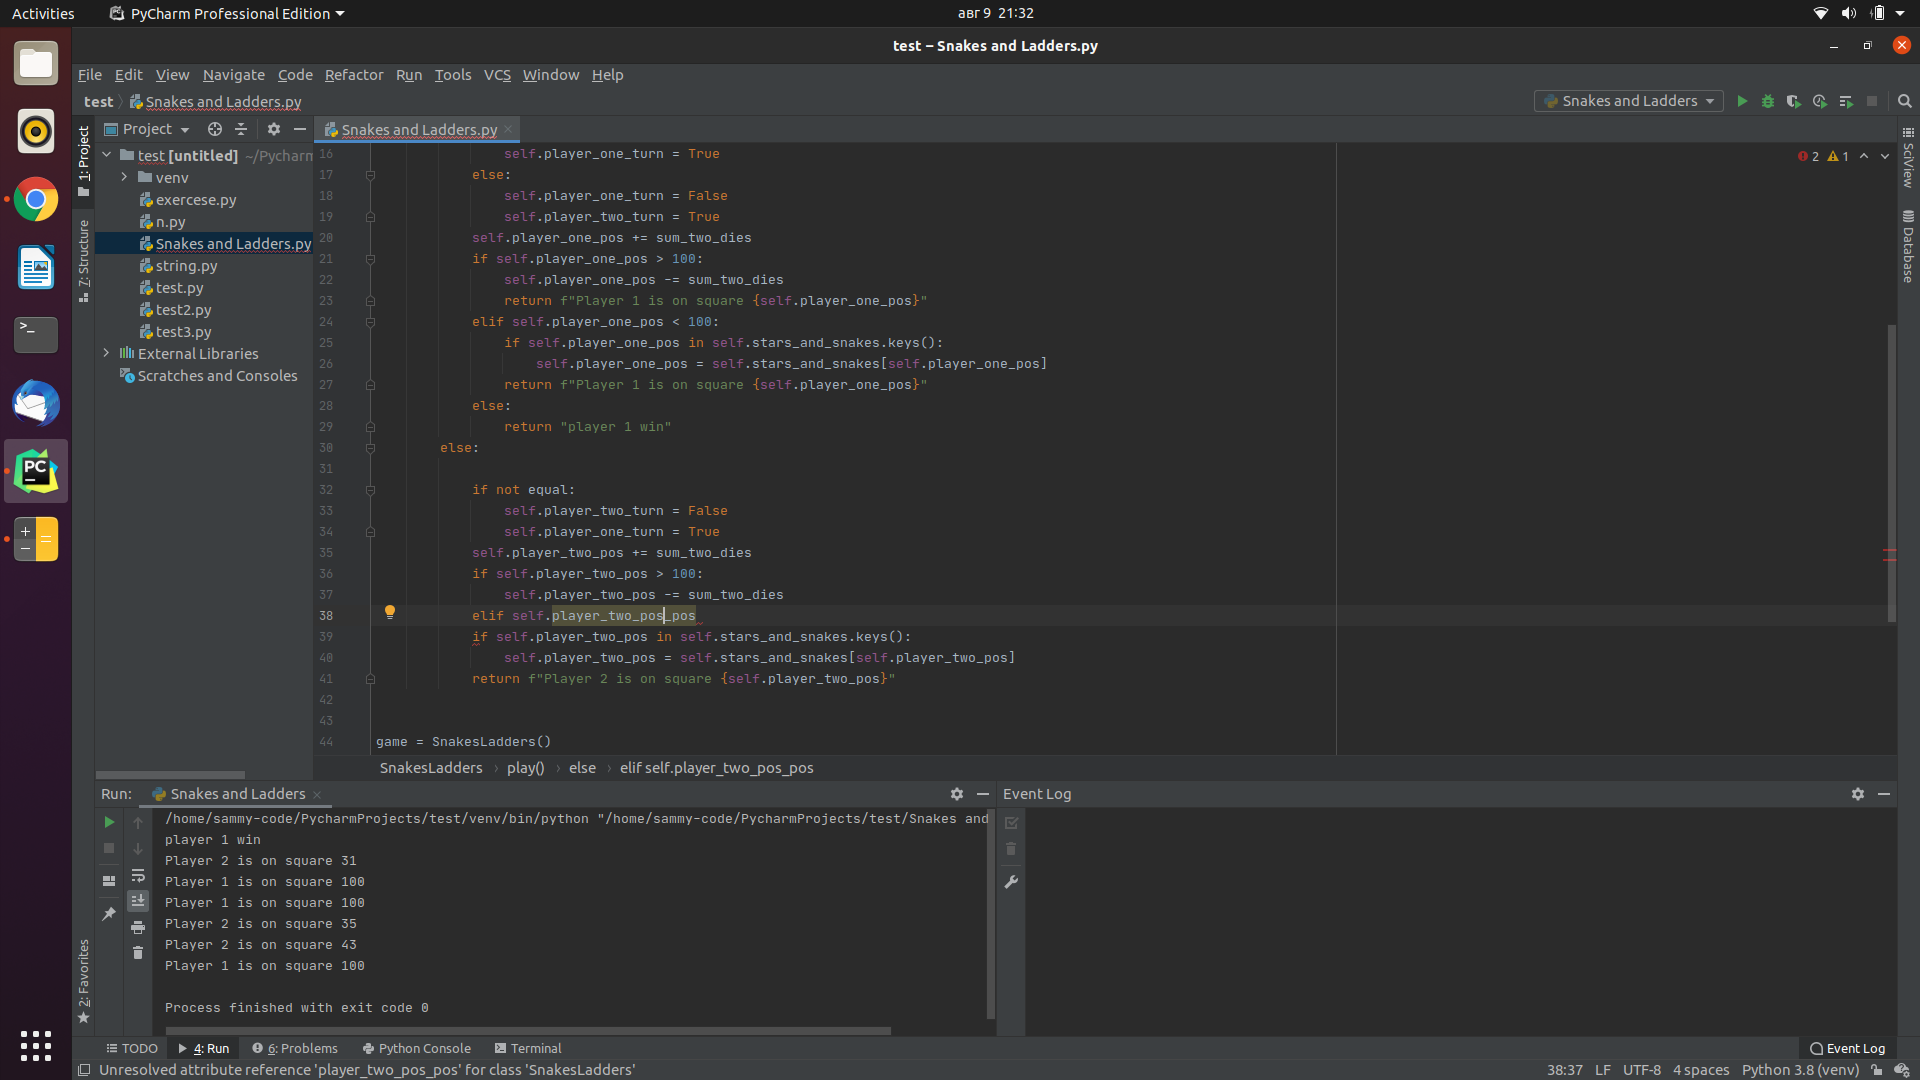 Activities
PyCharm Professional Edition
авг 9 21:32
test – Snakes and Ladders.py
File Edit View Navigate Code Refactor Run Tools VCS Window Help
test Snakes and Ladders.py
Snakes and Ladders
1: Project
7: Structure
2: Favorites
Project
test [untitled] ~/Pycharm
venv
exercese.py
n.py
Snakes and Ladders.py
string.py
test.py
test2.py
test3.py
External Libraries
Scratches and Consoles
Snakes and Ladders.py
2 1
16 self.player_one_turn = True
17 else:
18 self.player_one_turn = False
19 self.player_two_turn = True
20 self.player_one_pos += sum_two_dies
21 if self.player_one_pos > 100:
22 self.player_one_pos -= sum_two_dies
23 return f"Player 1 is on square {self.player_one_pos}"
24 elif self.player_one_pos < 100:
25 if self.player_one_pos in self.stars_and_snakes.keys():
26 self.player_one_pos = self.stars_and_snakes[self.player_one_pos]
27 return f"Player 1 is on square {self.player_one_pos}"
28 else:
29 return "player 1 win"
30 else:
31
32 if not equal:
33 self.player_two_turn = False
34 self.player_one_turn = True
35 self.player_two_pos += sum_two_dies
36 if self.player_two_pos > 100:
37 self.player_two_pos -= sum_two_dies
38 elif self.player_two_pos_pos
39 if self.player_two_pos in self.stars_and_snakes.keys():
40 self.player_two_pos = self.stars_and_snakes[self.player_two_pos]
41 return f"Player 2 is on square {self.player_two_pos}"
42
43
44 game = SnakesLadders()
SnakesLadders play() else elif self.player_two_pos_pos
SciView
Database
Run: Snakes and Ladders
/home/sammy-code/PycharmProjects/test/venv/bin/python "/home/sammy-code/PycharmProjects/test/Snakes and
player 1 win
Player 2 is on square 31
Player 1 is on square 100
Player 1 is on square 100
Player 2 is on square 35
Player 2 is on square 43
Player 1 is on square 100
Process finished with exit code 0
Event Log
TODO 4: Run 6: Problems Python Console Terminal
Event Log
Unresolved attribute reference 'player_two_pos_pos' for class 'SnakesLadders'
38:37 LF UTF-8 4 spaces Python 3.8 (venv)